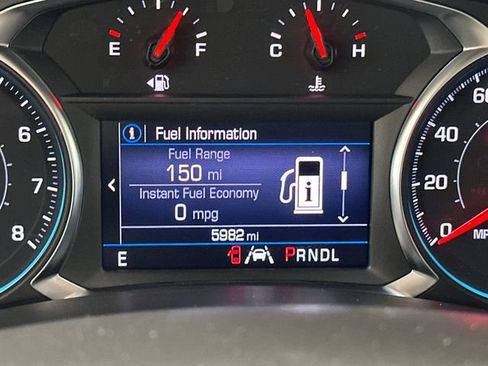 E F C H
i Fuel Information
Fuel Range
150 mi
Instant Fuel Economy
0 mpg
i
5982 mi
E PRNDL
6
7
8
60
40
20
0
MP